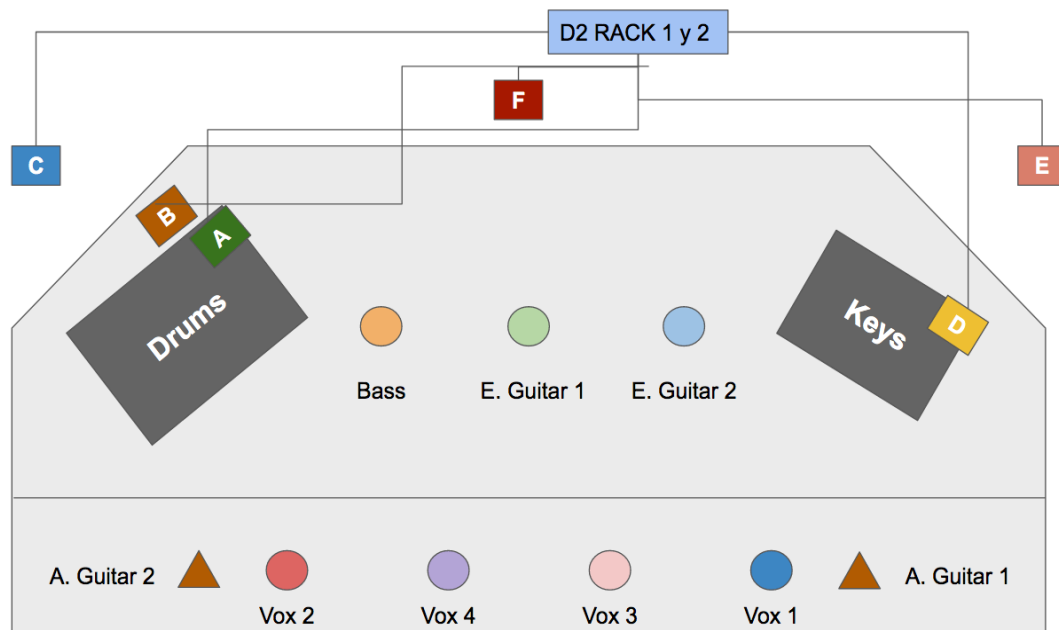 D2 RACK 1 y 2
F
C
E
B
A
Drums
Keys
D
Bass
E. Guitar 1
E. Guitar 2
A. Guitar 2
A. Guitar 1
Vox 2
Vox 4
Vox 3
Vox 1